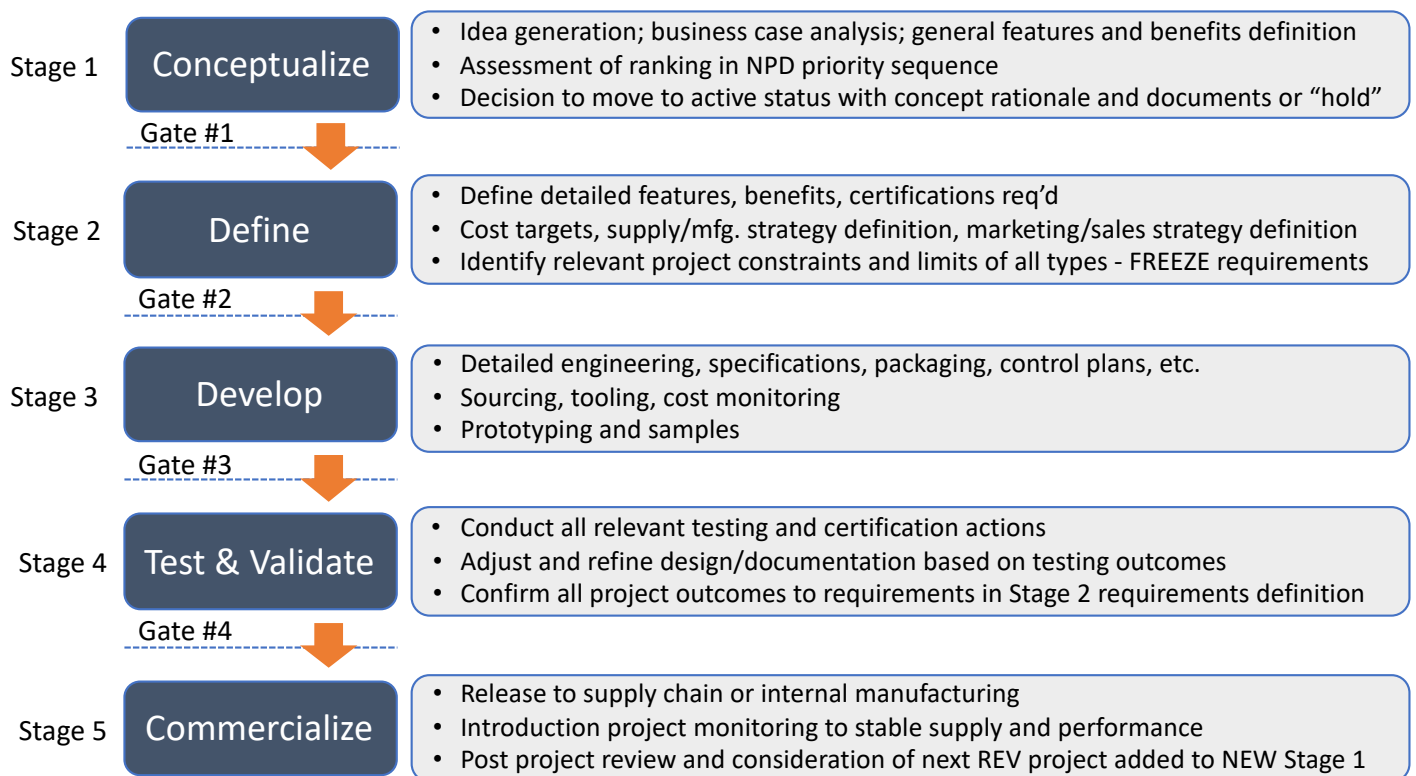 Stage 1
Conceptualize
• Idea generation; business case analysis; general features and benefits definition
• Assessment of ranking in NPD priority sequence
• Decision to move to active status with concept rationale and documents or “hold”
Gate #1
Stage 2
Define
• Define detailed features, benefits, certifications req’d
• Cost targets, supply/mfg. strategy definition, marketing/sales strategy definition
• Identify relevant project constraints and limits of all types - FREEZE requirements
Gate #2
Stage 3
Develop
• Detailed engineering, specifications, packaging, control plans, etc.
• Sourcing, tooling, cost monitoring
• Prototyping and samples
Gate #3
Stage 4
Test & Validate
• Conduct all relevant testing and certification actions
• Adjust and refine design/documentation based on testing outcomes
• Confirm all project outcomes to requirements in Stage 2 requirements definition
Gate #4
Stage 5
Commercialize
• Release to supply chain or internal manufacturing
• Introduction project monitoring to stable supply and performance
• Post project review and consideration of next REV project added to NEW Stage 1